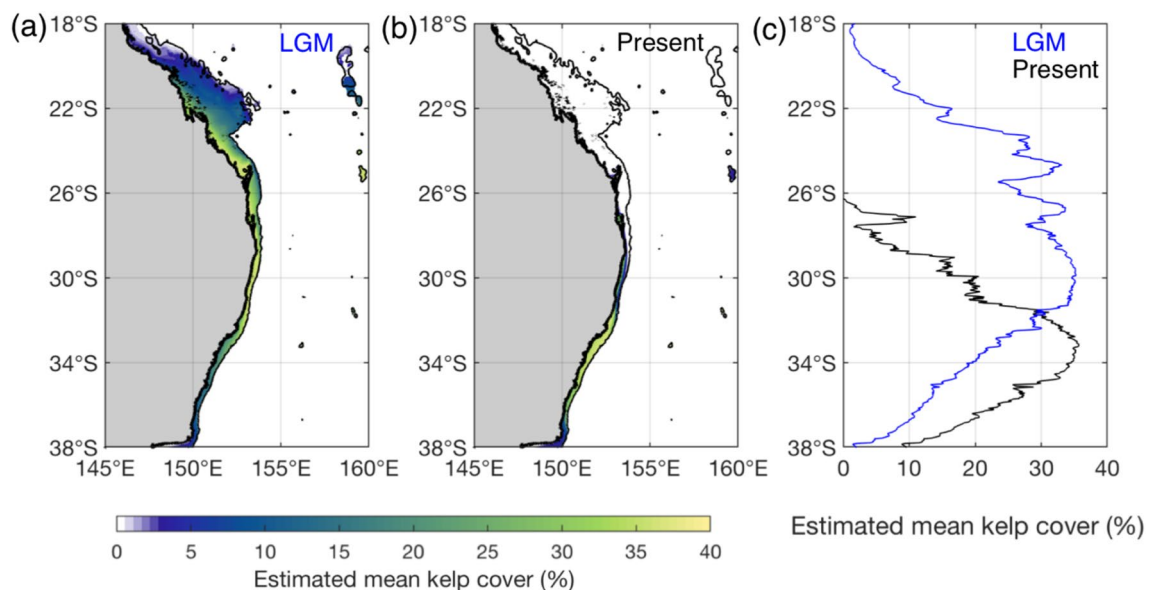 (a)
LGM
18°S
22°S
26°S
30°S
34°S
38°S
145°E
150°E
155°E
160°E
(b)
Present
18°S
22°S
26°S
30°S
34°S
38°S
145°E
150°E
155°E
160°E
(c)
LGM
Present
18°S
22°S
26°S
30°S
34°S
38°S
0
10
20
30
40
Estimated mean kelp cover (%)
0
5
10
15
20
25
30
35
40
Estimated mean kelp cover (%)